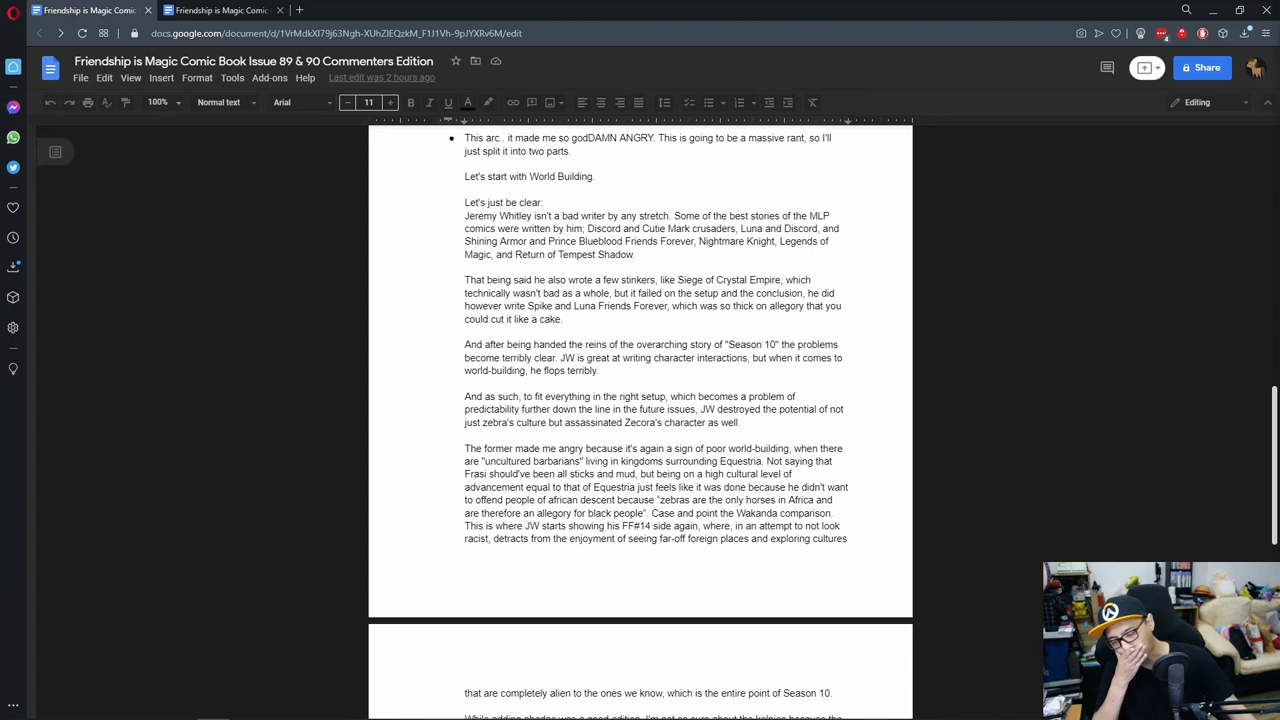 Friendship is Magic Comic
Friendship is Magic Comic
docs.google.com/document/d/1VrMdkXl79j63Ngh-XUhZlEQzkM_F1J1Vh-9pJYXRv6M/edit
Friendship is Magic Comic Book Issue 89 & 90 Commenters Edition
Share
File Edit View Insert Format Tools Add-ons Help Last edit was 2 hours ago
100% Normal text Arial 11 Editing
This arc.. it made me so godDAMN ANGRY. This is going to be a massive rant, so I'll
just split it into two parts.
Let's start with World Building.
Let's just be clear:
Jeremy Whitley isn't a bad writer by any stretch. Some of the best stories of the MLP
comics were written by him; Discord and Cutie Mark crusaders, Luna and Discord, and
Shining Armor and Prince Blueblood Friends Forever, Nightmare Knight, Legends of
Magic, and Return of Tempest Shadow.
That being said he also wrote a few stinkers, like Siege of Crystal Empire, which
technically wasn't bad as a whole, but it failed on the setup and the conclusion, he did
however write Spike and Luna Friends Forever, which was so thick on allegory that you
could cut it like a cake.
And after being handed the reins of the overarching story of "Season 10" the problems
become terribly clear. JW is great at writing character interactions, but when it comes to
world-building, he flops terribly.
And as such, to fit everything in the right setup, which becomes a problem of
predictability further down the line in the future issues, JW destroyed the potential of not
just zebra's culture but assassinated Zecora's character as well.
The former made me angry because it's again a sign of poor world-building, when there
are "uncultured barbarians" living in kingdoms surrounding Equestria. Not saying that
Frasi should've been all sticks and mud, but being on a high cultural level of
advancement equal to that of Equestria just feels like it was done because he didn't want
to offend people of african descent because "zebras are the only horses in Africa and
are therefore an allegory for black people". Case and point the Wakanda comparison.
This is where JW starts showing his FF#14 side again, where, in an attempt to not look
racist, detracts from the enjoyment of seeing far-off foreign places and exploring cultures
that are completely alien to the ones we know, which is the entire point of Season 10.